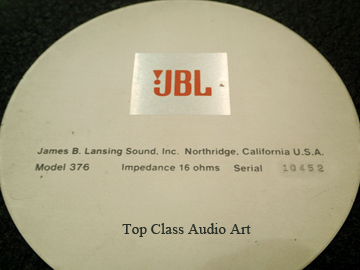 JBL
James B. Lansing Sound, Inc. Northridge, California U.S.A.
Model 376 Impedance 16 ohms Serial 10452
Top Class Audio Art